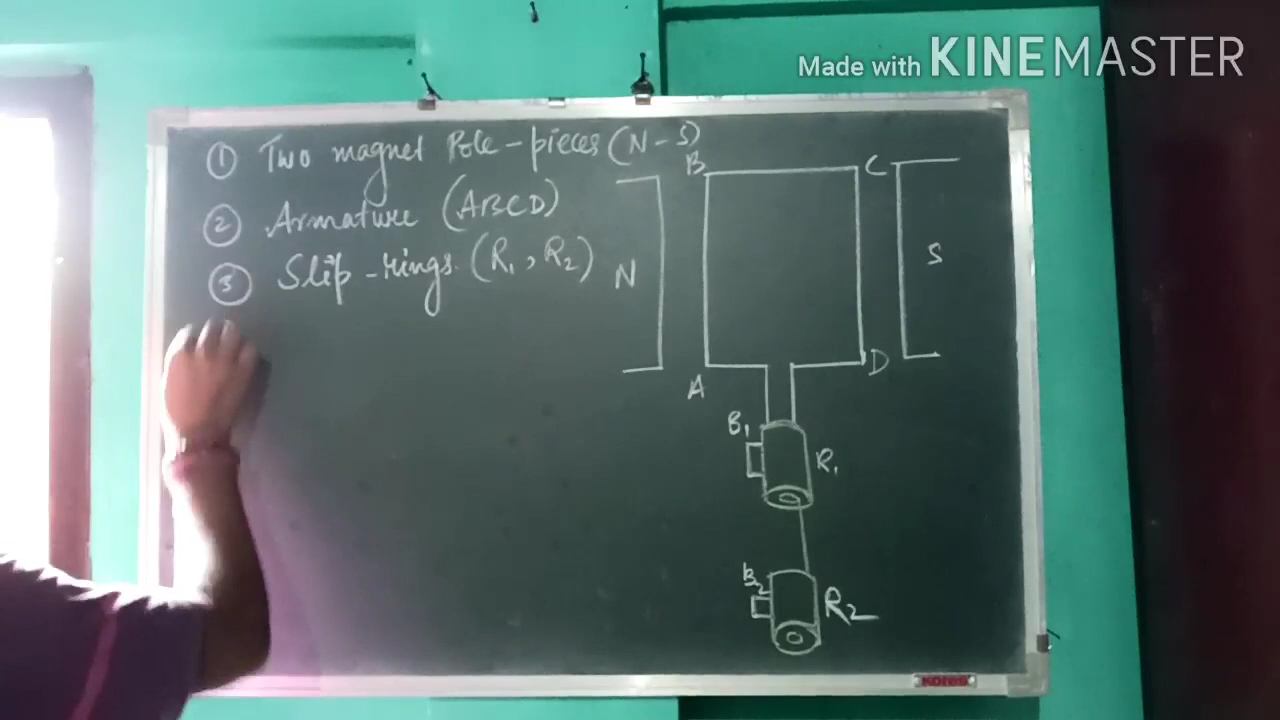 Made with KINEMASTER
① Two magnet Pole-pieces (N-S)
② Armature (ABCD)
③ Slip-rings (R₁, R₂)
B
C
N
S
A
D
B₁
R₁
B₂
R₂
Kores